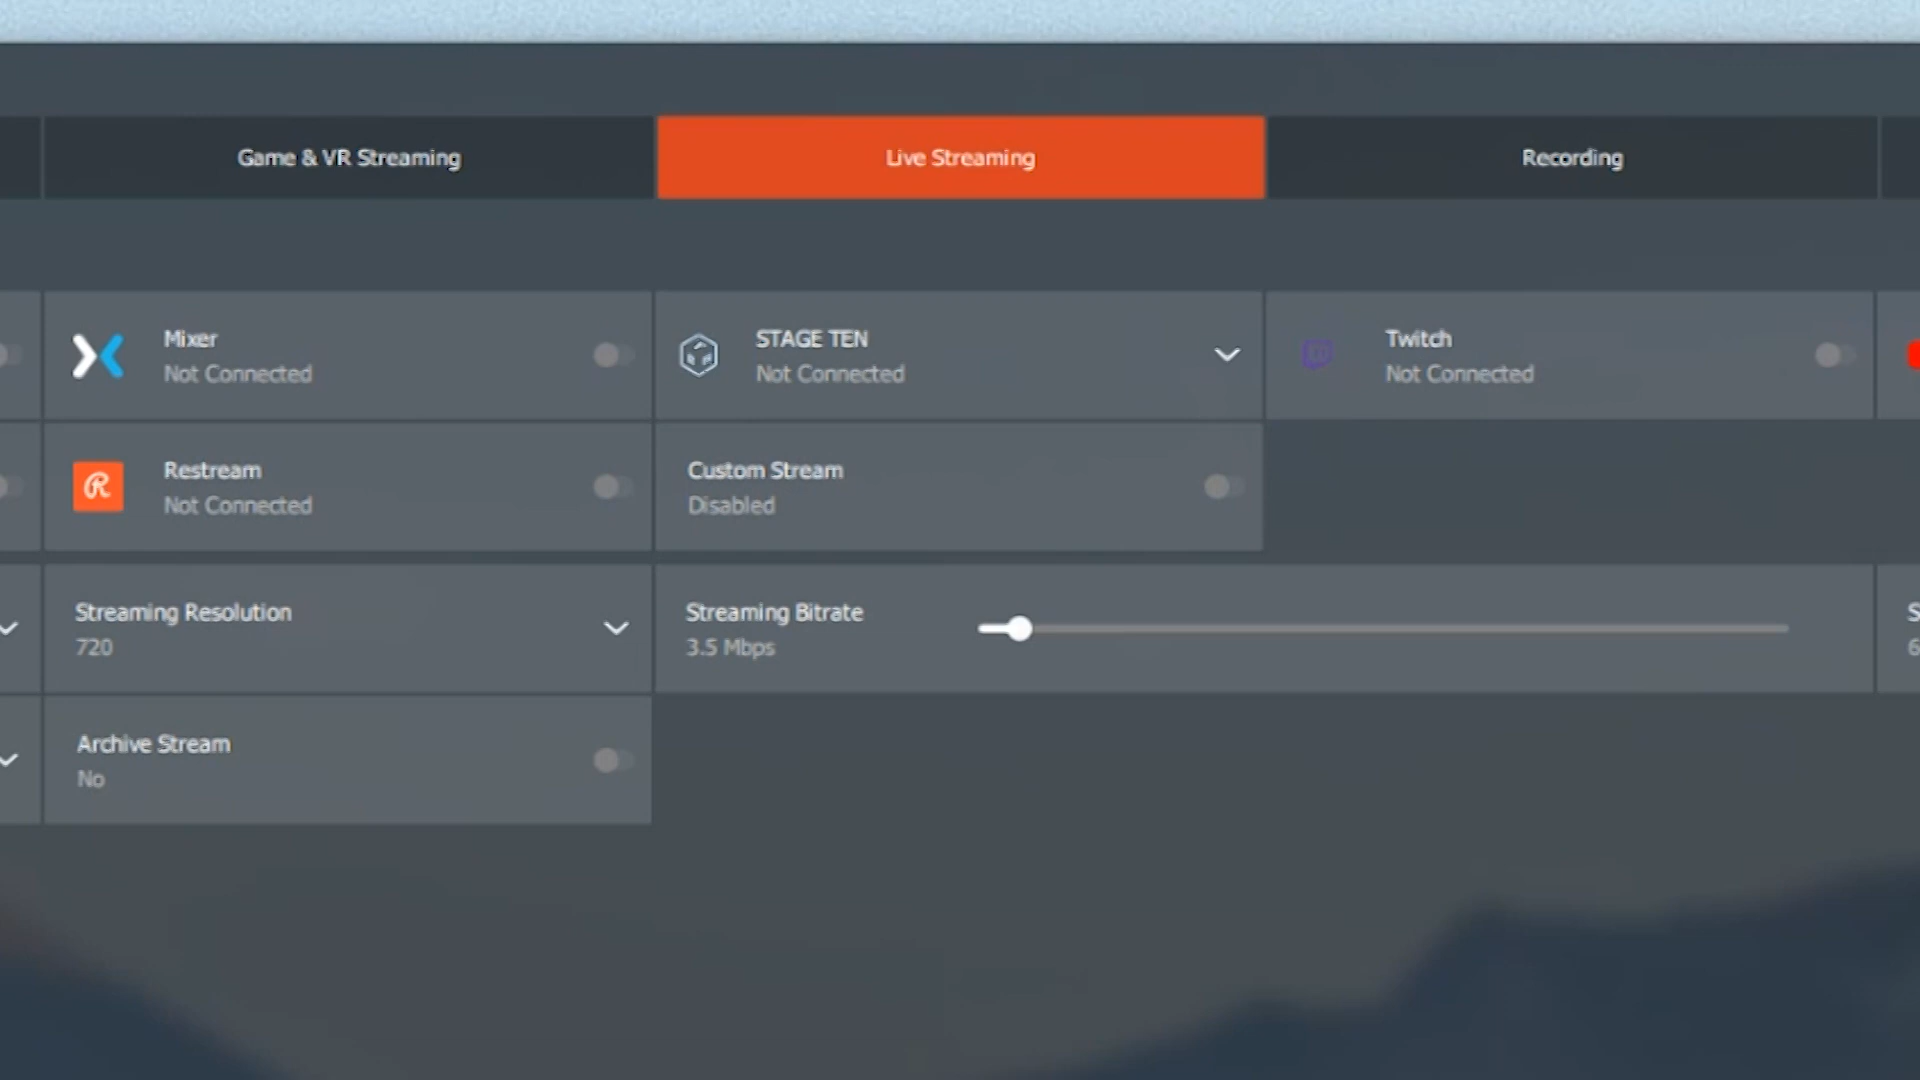 Game & VR Streaming
Live Streaming
Recording
Mixer
Not Connected
STAGE TEN
Not Connected
Twitch
Not Connected
Restream
Not Connected
Custom Stream
Disabled
Streaming Resolution
720
Streaming Bitrate
3.5 Mbps
S
6
Archive Stream
No